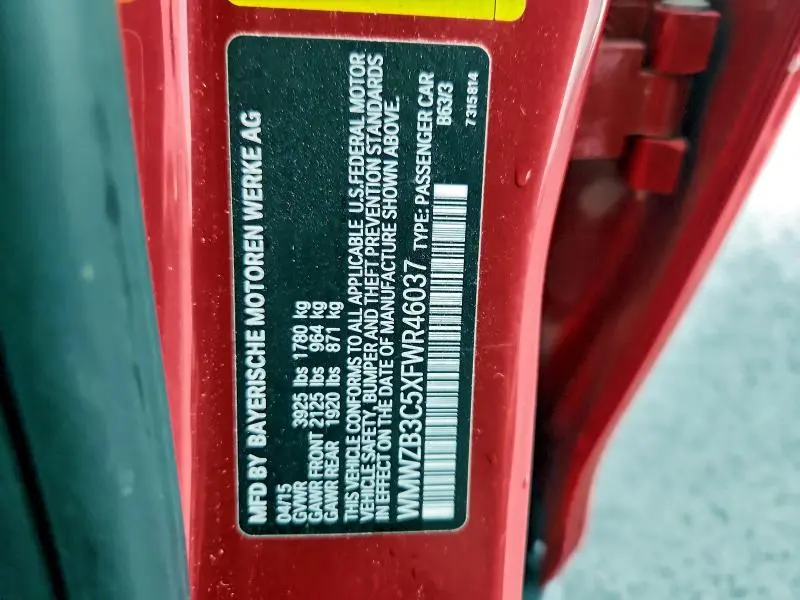 MFD BY BAYERISCHE MOTOREN WERKE AG
04/15
GVWR 3925 lbs 1780 kg
GAWR FRONT 2125 lbs 964 kg
GAWR REAR 1920 lbs 871 kg
THIS VEHICLE CONFORMS TO ALL APPLICABLE U.S.FEDERAL MOTOR
VEHICLE SAFETY, BUMPER AND THEFT PREVENTION STANDARDS
IN EFFECT ON THE DATE OF MANUFACTURE SHOWN ABOVE.
WMWZB3C5XFWR46037 TYPE: PASSENGER CAR
B63/3
7315814